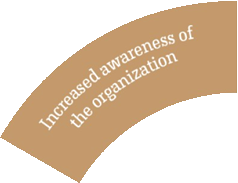 Increased awareness of
the organization